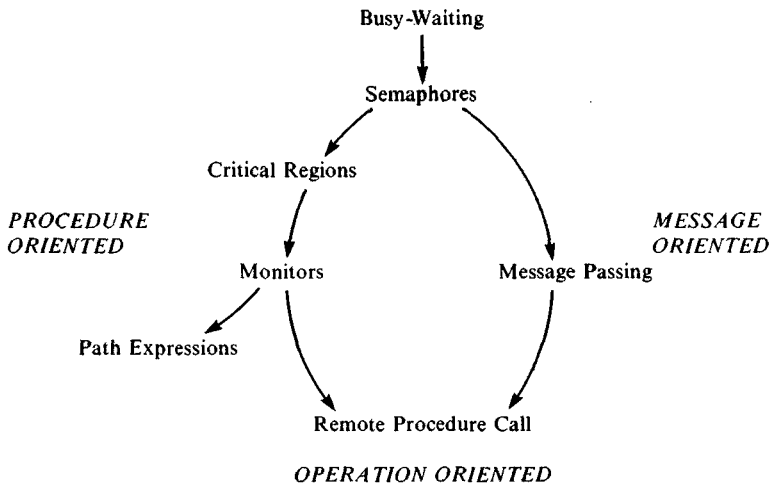 Busy-Waiting
Semaphores
Critical Regions
PROCEDURE
ORIENTED
MESSAGE
ORIENTED
Monitors
Message Passing
Path Expressions
Remote Procedure Call
OPERATION ORIENTED